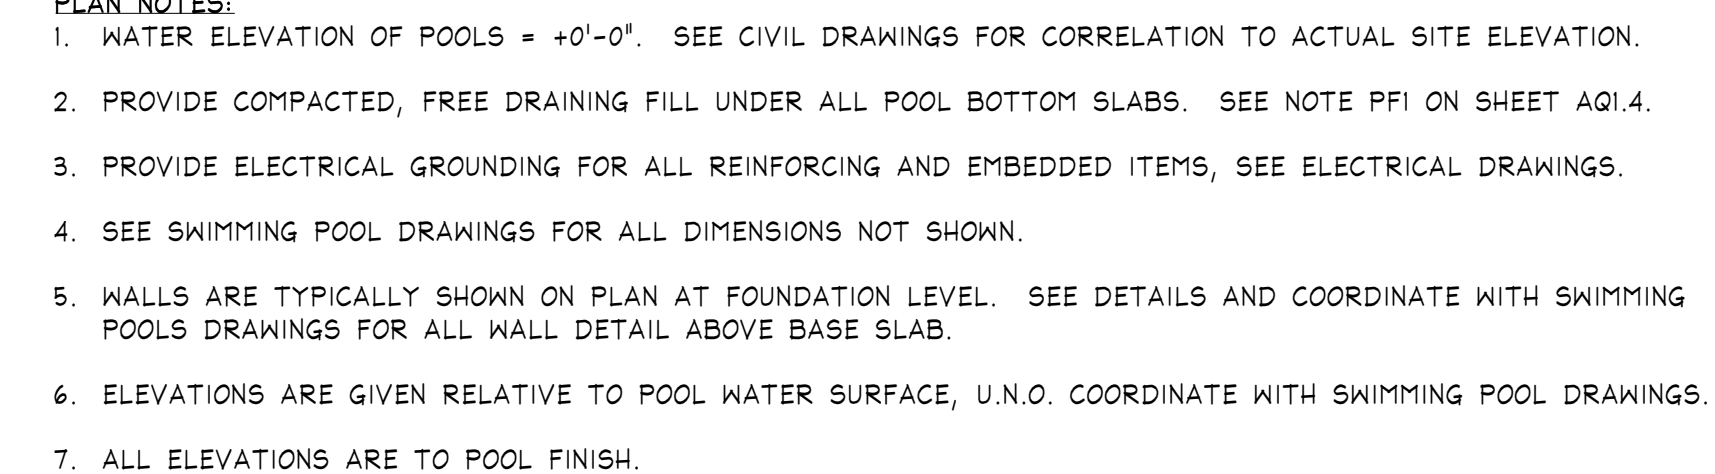 PLAN NOTES:
1. WATER ELEVATION OF POOLS = +0'-0". SEE CIVIL DRAWINGS FOR CORRELATION TO ACTUAL SITE ELEVATION.
2. PROVIDE COMPACTED, FREE DRAINING FILL UNDER ALL POOL BOTTOM SLABS. SEE NOTE PF1 ON SHEET AQ1.4.
3. PROVIDE ELECTRICAL GROUNDING FOR ALL REINFORCING AND EMBEDDED ITEMS, SEE ELECTRICAL DRAWINGS.
4. SEE SWIMMING POOL DRAWINGS FOR ALL DIMENSIONS NOT SHOWN.
5. WALLS ARE TYPICALLY SHOWN ON PLAN AT FOUNDATION LEVEL. SEE DETAILS AND COORDINATE WITH SWIMMING
POOLS DRAWINGS FOR ALL WALL DETAIL ABOVE BASE SLAB.
6. ELEVATIONS ARE GIVEN RELATIVE TO POOL WATER SURFACE, U.N.O. COORDINATE WITH SWIMMING POOL DRAWINGS.
7. ALL ELEVATIONS ARE TO POOL FINISH.